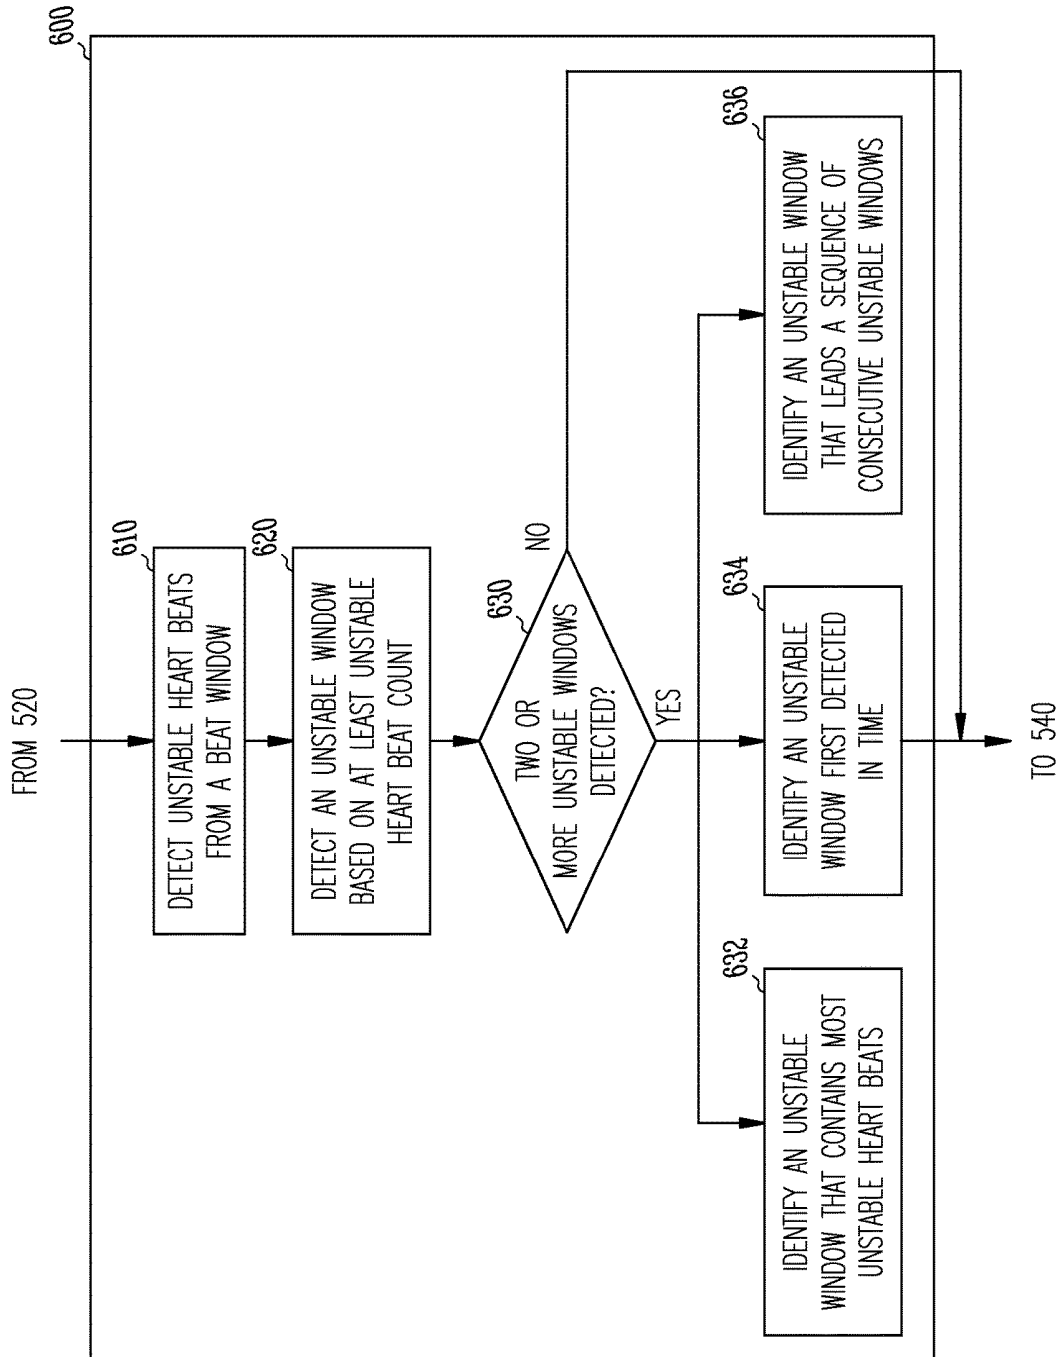 600
FROM 520
610
DETECT UNSTABLE HEART BEATS
FROM A BEAT WINDOW
620
DETECT AN UNSTABLE WINDOW
BASED ON AT LEAST UNSTABLE
HEART BEAT COUNT
630
TWO OR
MORE UNSTABLE WINDOWS
DETECTED?
NO
YES
632
IDENTIFY AN UNSTABLE
WINDOW THAT CONTAINS MOST
UNSTABLE HEART BEATS
634
IDENTIFY AN UNSTABLE
WINDOW FIRST DETECTED
IN TIME
636
IDENTIFY AN UNSTABLE WINDOW
THAT LEADS A SEQUENCE OF
CONSECUTIVE UNSTABLE WINDOWS
TO 540